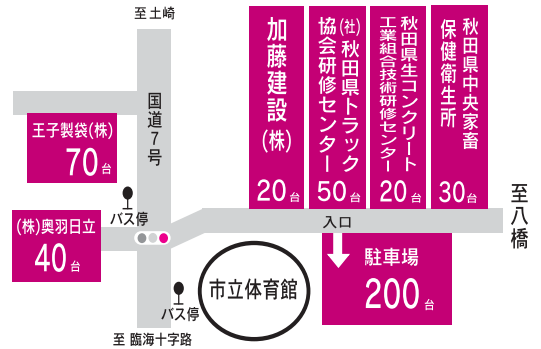 至 土崎
国道7号
王子製袋(株)
70台
バス停
(株)奥羽日立
40台
加藤建設(株)
20台
(社)秋田県トラック
協会研修センター
50台
秋田県生コンクリート
工業組合技術研修センター
20台
秋田県中央家畜
保健衛生所
30台
至八橋
入口
駐車場
200台
市立体育館
バス停
至 臨海十字路